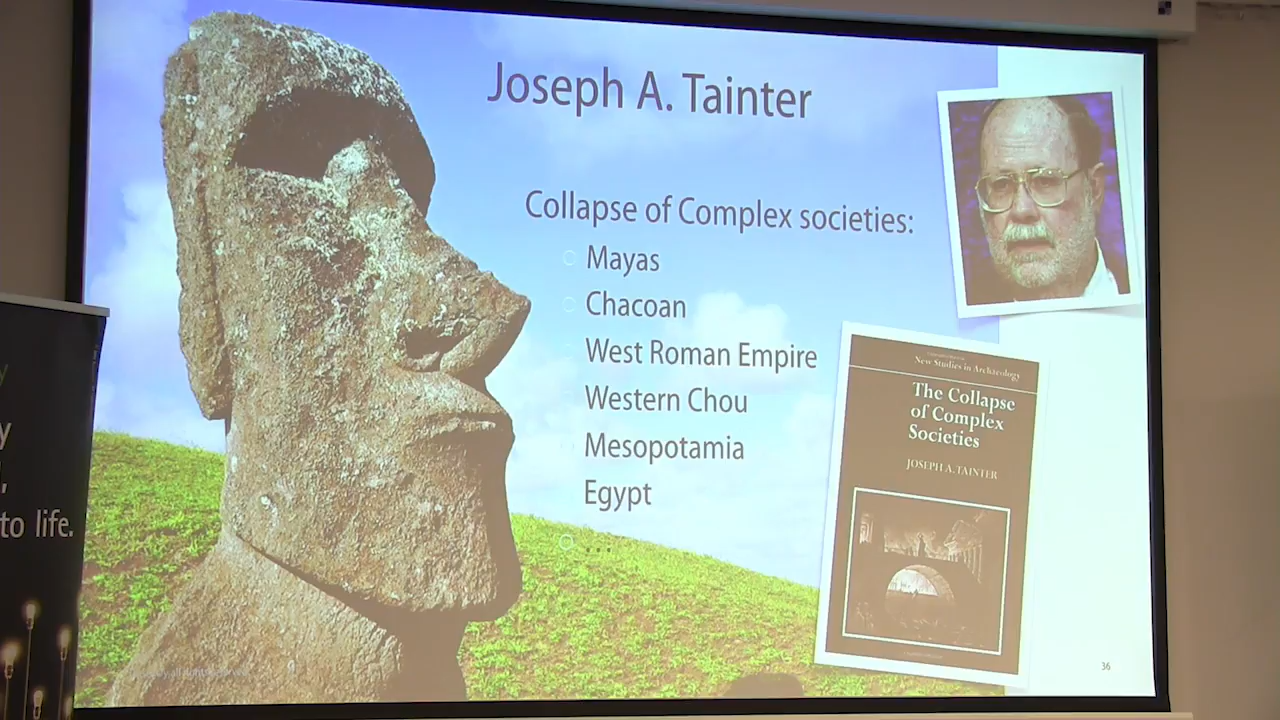 Joseph A. Tainter
Collapse of Complex societies:
Mayas
Chacoan
West Roman Empire
Western Chou
Mesopotamia
Egypt
...
New Studies in Archaeology
The Collapse
of Complex
Societies
JOSEPH A. TAINTER
36
y
y
to life.